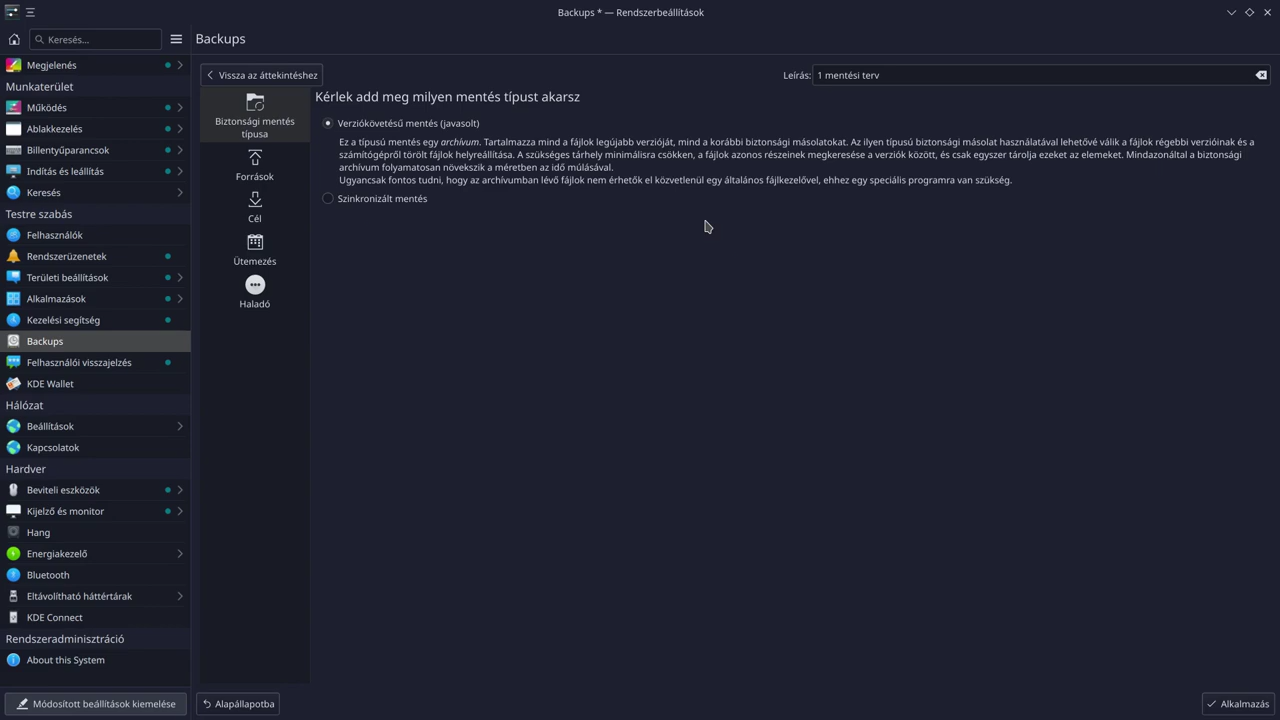 Backups * — Rendszerbeállítások
Keresés...
Backups
Megjelenés
Munkaterület
Működés
Ablakkezelés
Billentyűparancsok
Indítás és leállítás
Keresés
Testre szabás
Felhasználók
Rendszerüzenetek
Területi beállítások
Alkalmazások
Kezelési segítség
Backups
Felhasználói visszajelzés
KDE Wallet
Hálózat
Beállítások
Kapcsolatok
Hardver
Beviteli eszközök
Kijelző és monitor
Hang
Energiakezelő
Bluetooth
Eltávolítható háttértárak
KDE Connect
Rendszeradminisztráció
About this System
Módosított beállítások kiemelése
Vissza az áttekintéshez
Leírás: 1 mentési terv
Biztonsági mentés
típusa
Források
Cél
Ütemezés
Haladó
Kérlek add meg milyen mentés típust akarsz
Verziókövetésű mentés (javasolt)
Ez a típusú mentés egy archívum. Tartalmazza mind a fájlok legújabb verzióját, mind a korábbi biztonsági másolatokat. Az ilyen típusú biztonsági másolat használatával lehetővé válik a fájlok régebbi verzióinak és a
számítógépről törölt fájlok helyreállítása. A szükséges tárhely minimálisra csökken, a fájlok azonos részeinek megkeresése a verziók között, és csak egyszer tárolja ezeket az elemeket. Mindazonáltal a biztonsági
archívum folyamatosan növekszik a méretben az idő múlásával.
Ugyancsak fontos tudni, hogy az archívumban lévő fájlok nem érhetők el közvetlenül egy általános fájlkezelővel, ehhez egy speciális programra van szükség.
Szinkronizált mentés
Alapállapotba
Alkalmazás